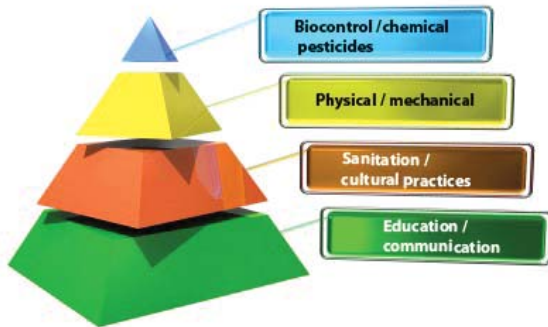 Biocontrol / chemical
pesticides
Physical / mechanical
Sanitation /
cultural practices
Education /
communication